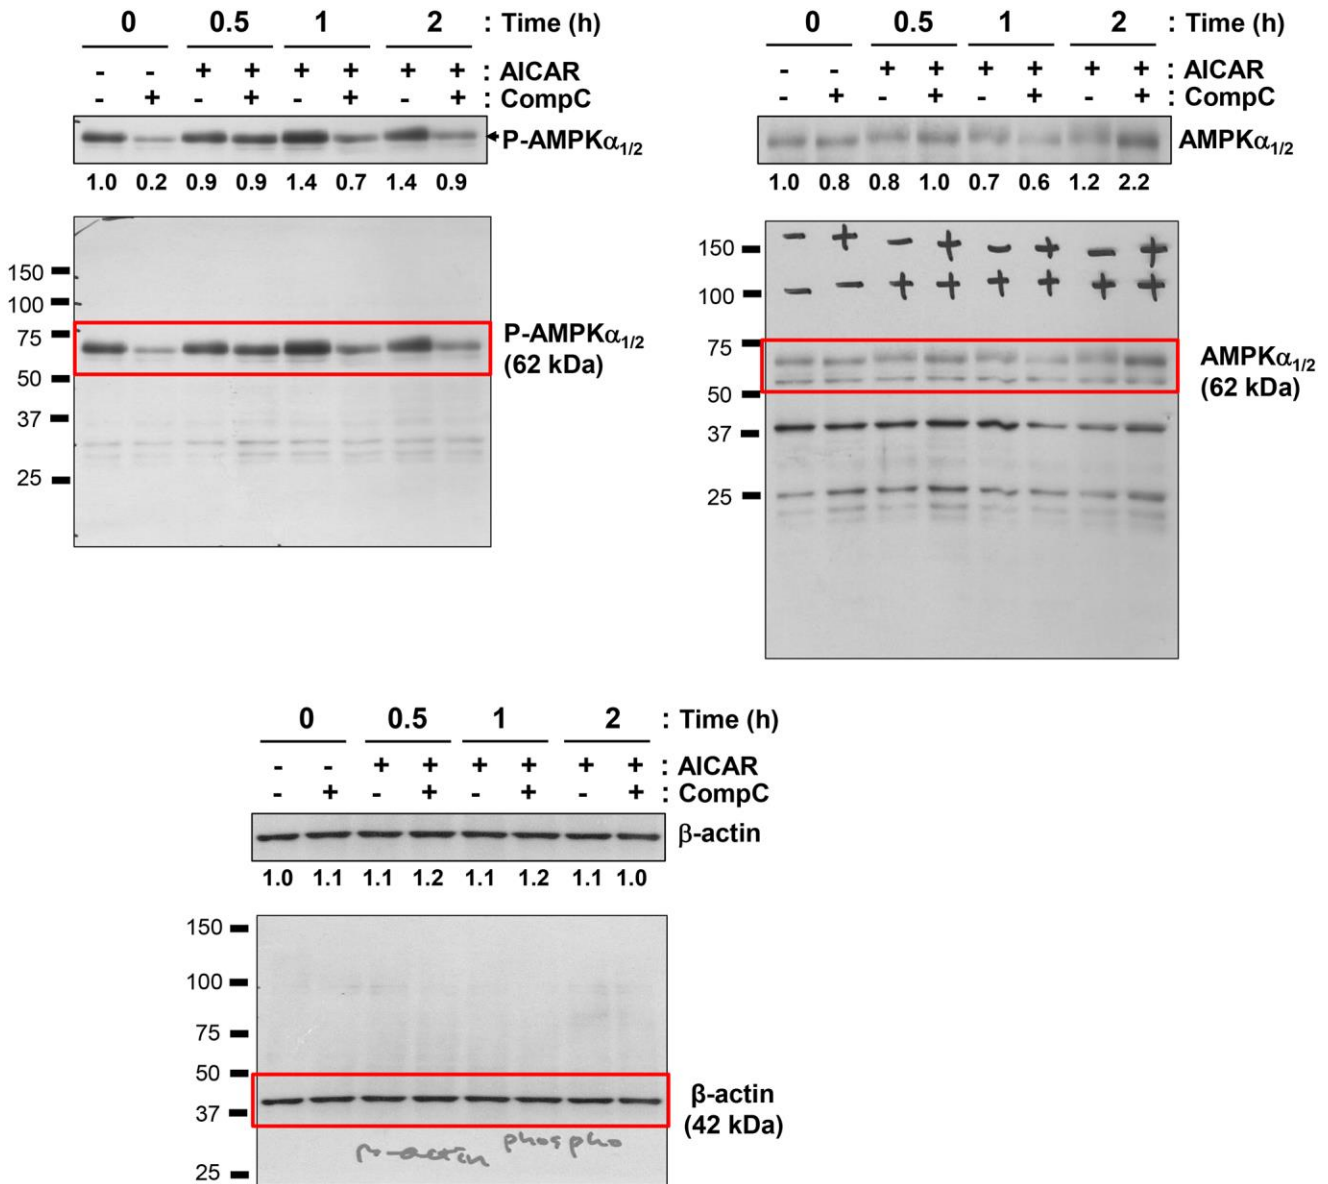 0 0.5 1 2 : Time (h)
- - + + + + + + : AICAR
- + - + - + - + : CompC
P-AMPKα1/2
1.0 0.2 0.9 0.9 1.4 0.7 1.4 0.9
150
100
75
50
37
25
P-AMPKα1/2
(62 kDa)
0 0.5 1 2 : Time (h)
- - + + + + + + : AICAR
- + - + - + - + : CompC
AMPKα1/2
1.0 0.8 0.8 1.0 0.7 0.6 1.2 2.2
- + - + - + - +
- - + + + + + +
150
100
75
50
37
25
AMPKα1/2
(62 kDa)
0 0.5 1 2 : Time (h)
- - + + + + + + : AICAR
- + - + - + - + : CompC
β-actin
1.0 1.1 1.1 1.2 1.1 1.2 1.1 1.0
150
100
75
50
37
25
β-actin
(42 kDa)
β-actin phospho